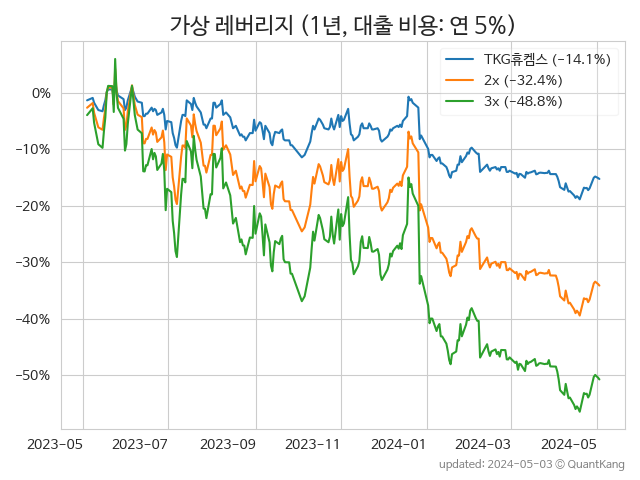 가상 레버리지 (1년, 대출 비용: 연 5%)
TKG휴켐스 (−14.1%)
2x (−32.4%)
3x (−48.8%)
0%
−10%
−20%
−30%
−40%
−50%
2023-05 2023-07 2023-09 2023-11 2024-01 2024-03 2024-05
updated: 2024-05-03 © QuantKang